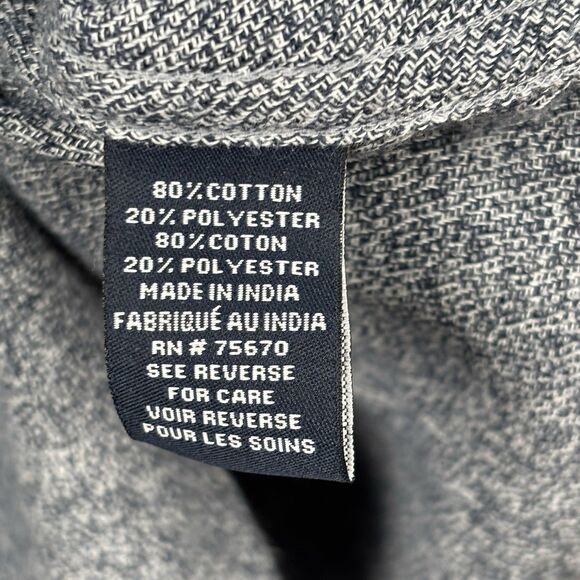 80% COTTON
20% POLYESTER
80% COTON
20% POLYESTER
MADE IN INDIA
FABRIQUÉ AU INDIA
RN # 75670
SEE REVERSE
FOR CARE
VOIR REVERSE
POUR LES SOINS